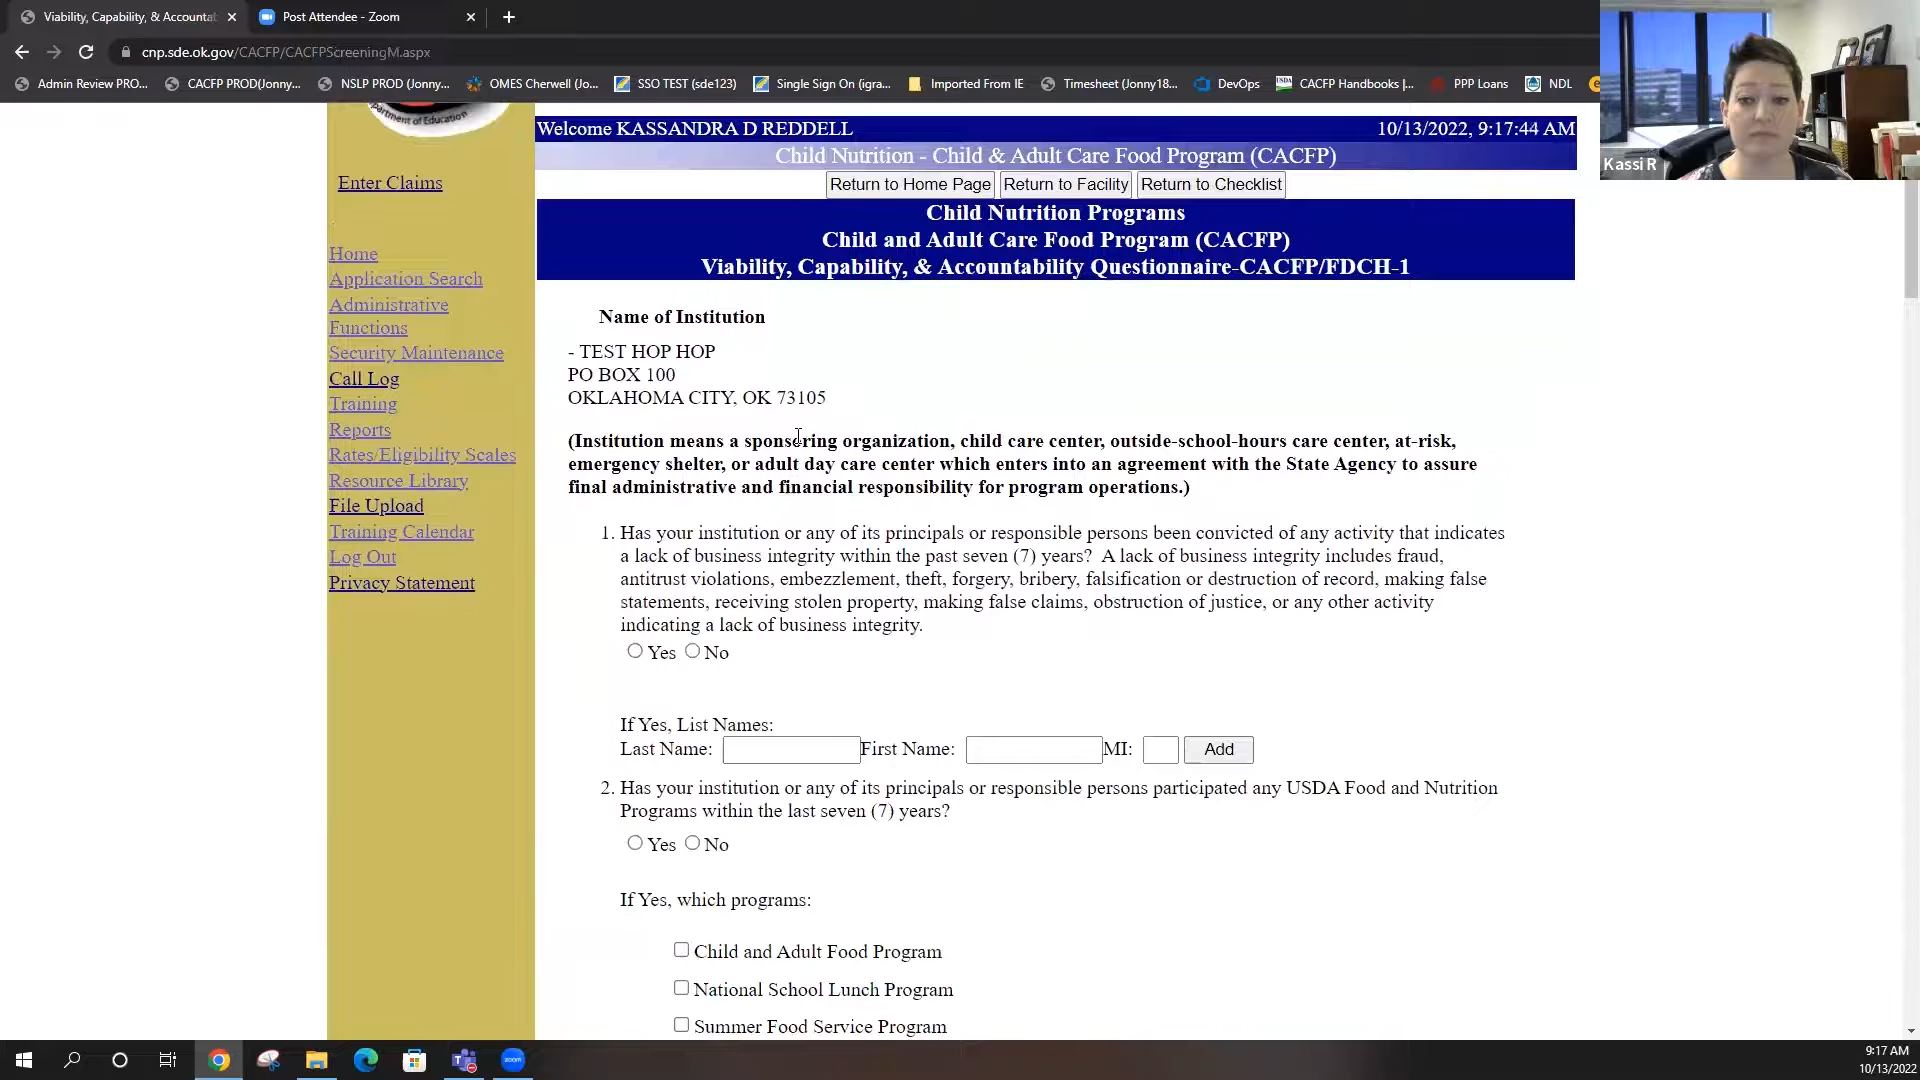 Viability, Capability, & Accounta
Post Attendee - Zoom
cnp.sde.ok.gov/CACFP/CACFPScreeningM.aspx
Admin Review PRO...
CACFP PROD(Jonny...
NSLP PROD (Jonny...
OMES Cherwell (Jo...
SSO TEST (sde123)
Single Sign On (igra...
Imported From IE
Timesheet (Jonny18...
DevOps
CACFP Handbooks |...
PPP Loans
NDL
Kassi R
partment of Education
Enter Claims
Home
Application Search
Administrative
Functions
Security Maintenance
Call Log
Training
Reports
Rates/Eligibility Scales
Resource Library
File Upload
Training Calendar
Log Out
Privacy Statement
Welcome KASSANDRA D REDDELL 10/13/2022, 9:17:44 AM
Child Nutrition - Child & Adult Care Food Program (CACFP)
Return to Home Page Return to Facility Return to Checklist
Child Nutrition Programs
Child and Adult Care Food Program (CACFP)
Viability, Capability, & Accountability Questionnaire-CACFP/FDCH-1
Name of Institution
- TEST HOP HOP
PO BOX 100
OKLAHOMA CITY, OK 73105
(Institution means a sponsering organization, child care center, outside-school-hours care center, at-risk,
emergency shelter, or adult day care center which enters into an agreement with the State Agency to assure
final administrative and financial responsibility for program operations.)
1. Has your institution or any of its principals or responsible persons been convicted of any activity that indicates
a lack of business integrity within the past seven (7) years? A lack of business integrity includes fraud,
antitrust violations, embezzlement, theft, forgery, bribery, falsification or destruction of record, making false
statements, receiving stolen property, making false claims, obstruction of justice, or any other activity
indicating a lack of business integrity.
Yes No
If Yes, List Names:
Last Name: First Name: MI: Add
2. Has your institution or any of its principals or responsible persons participated any USDA Food and Nutrition
Programs within the last seven (7) years?
Yes No
If Yes, which programs:
Child and Adult Food Program
National School Lunch Program
Summer Food Service Program
zoom
9:17 AM
10/13/2022